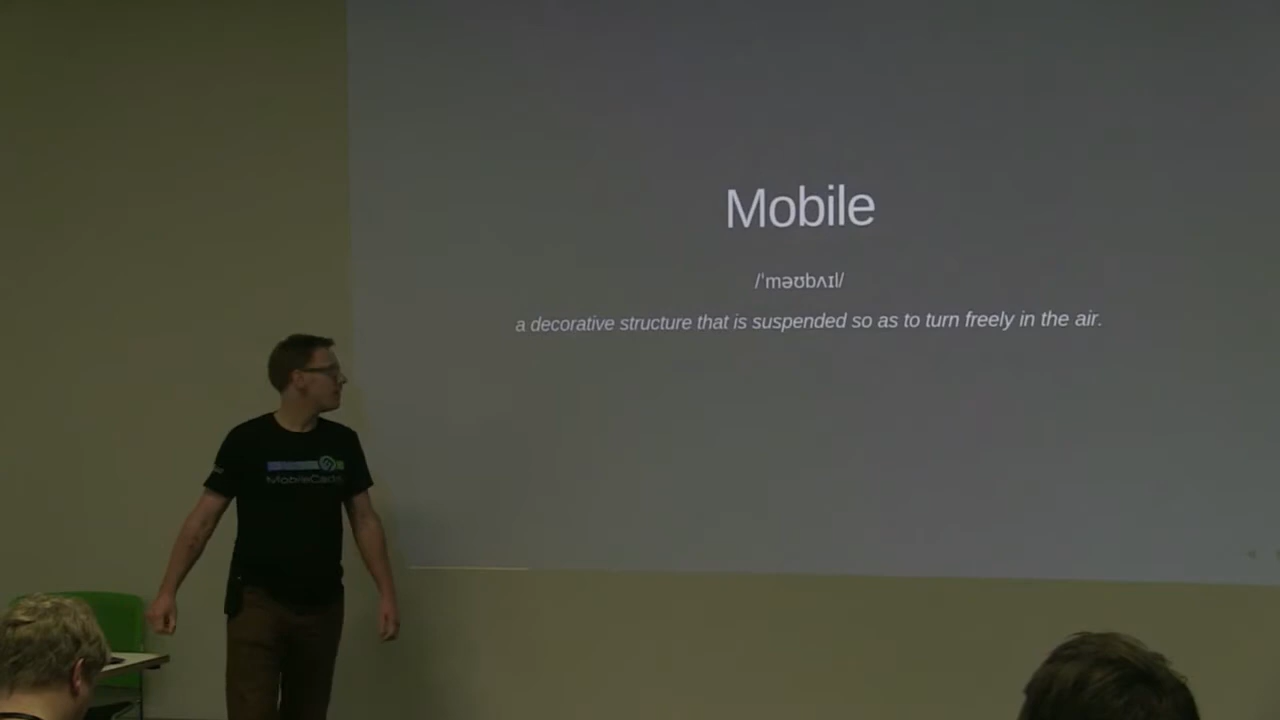 Mobile
/ˈməʊbʌɪl/
a decorative structure that is suspended so as to turn freely in the air.